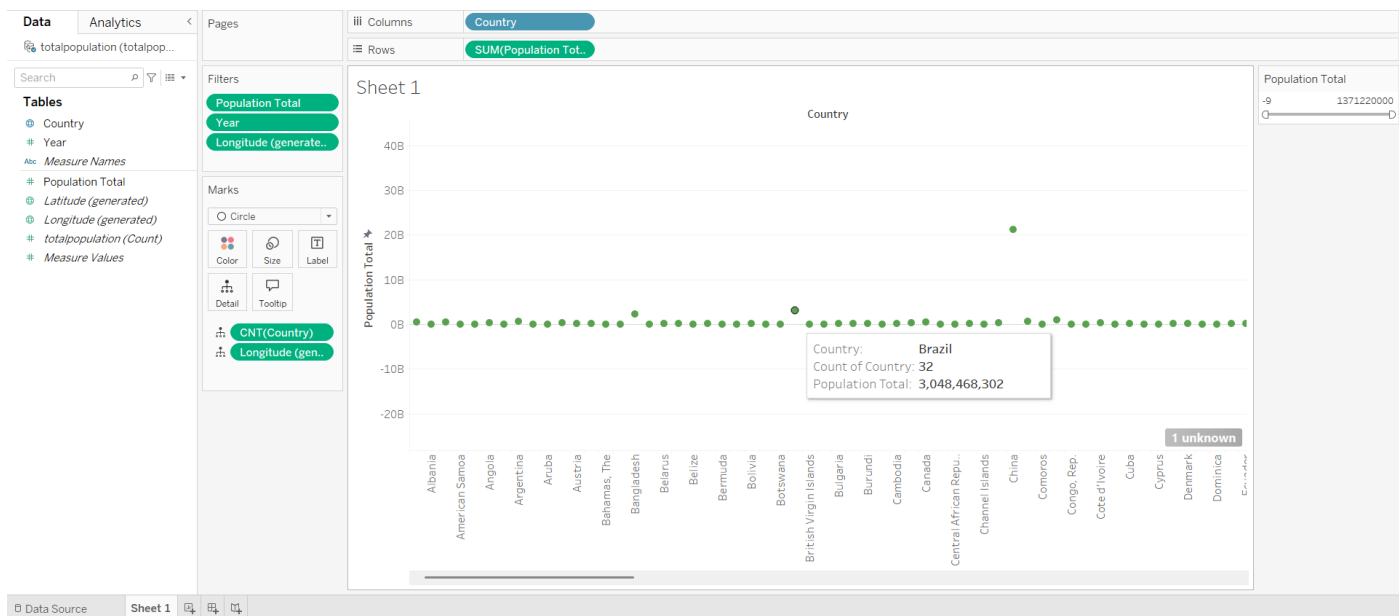 Data
Analytics
Pages
Columns
Country
totalpopulation (totalpop...
Rows
SUM(Population Tot..
Search
Filters
Population Total
Year
Longitude (generate..
Tables
Country
Year
Abc Measure Names
Population Total
Latitude (generated)
Longitude (generated)
totalpopulation (Count)
Measure Values
Marks
Circle
Color
Size
Label
Detail
Tooltip
CNT(Country)
Longitude (gen..
Sheet 1
Country
Population Total
40B
30B
20B
10B
0B
-10B
-20B
Country: Brazil
Count of Country: 32
Population Total: 3,048,468,302
1 unknown
Albania
American Samoa
Angola
Argentina
Aruba
Austria
Bahamas, The
Bangladesh
Belarus
Belize
Bermuda
Bolivia
Botswana
British Virgin Islands
Bulgaria
Burundi
Cambodia
Canada
Central African Repu..
Channel Islands
China
Comoros
Congo, Rep.
Cote d'Ivoire
Cuba
Cyprus
Denmark
Dominica
Population Total
-9 1371220000
Data Source
Sheet 1